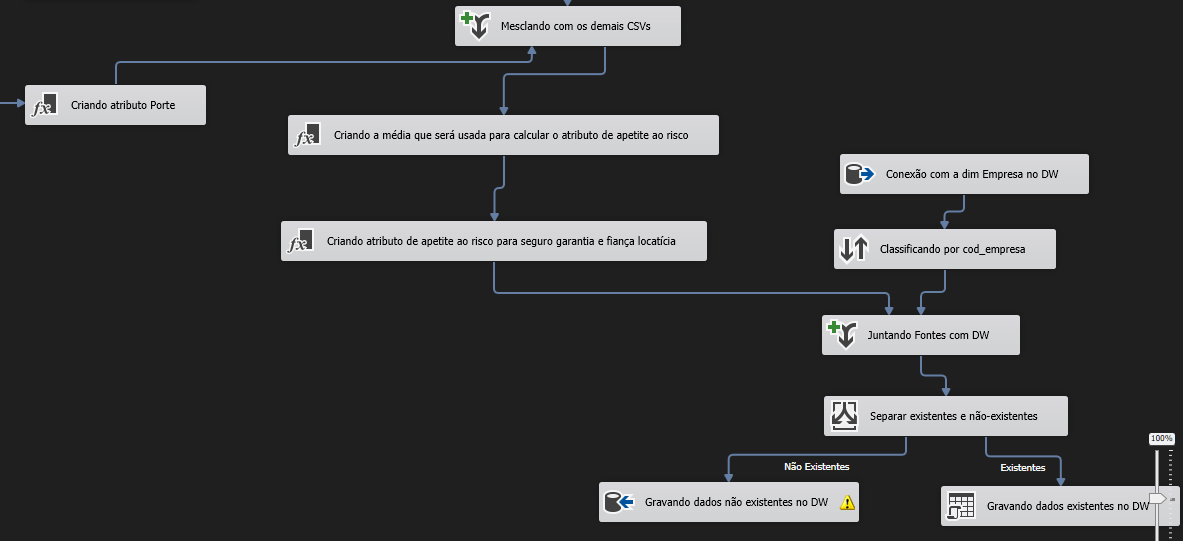 Mesclando com os demais CSVs
fx Criando atributo Porte
fx Criando a média que será usada para calcular o atributo de apetite ao risco
Conexão com a dim Empresa no DW
fx Criando atributo de apetite ao risco para seguro garantia e fiança locatícia
Classificando por cod_empresa
Juntando Fontes com DW
Separar existentes e não-existentes
100%
Não Existentes
Existentes
Gravando dados não existentes no DW
Gravando dados existentes no DW